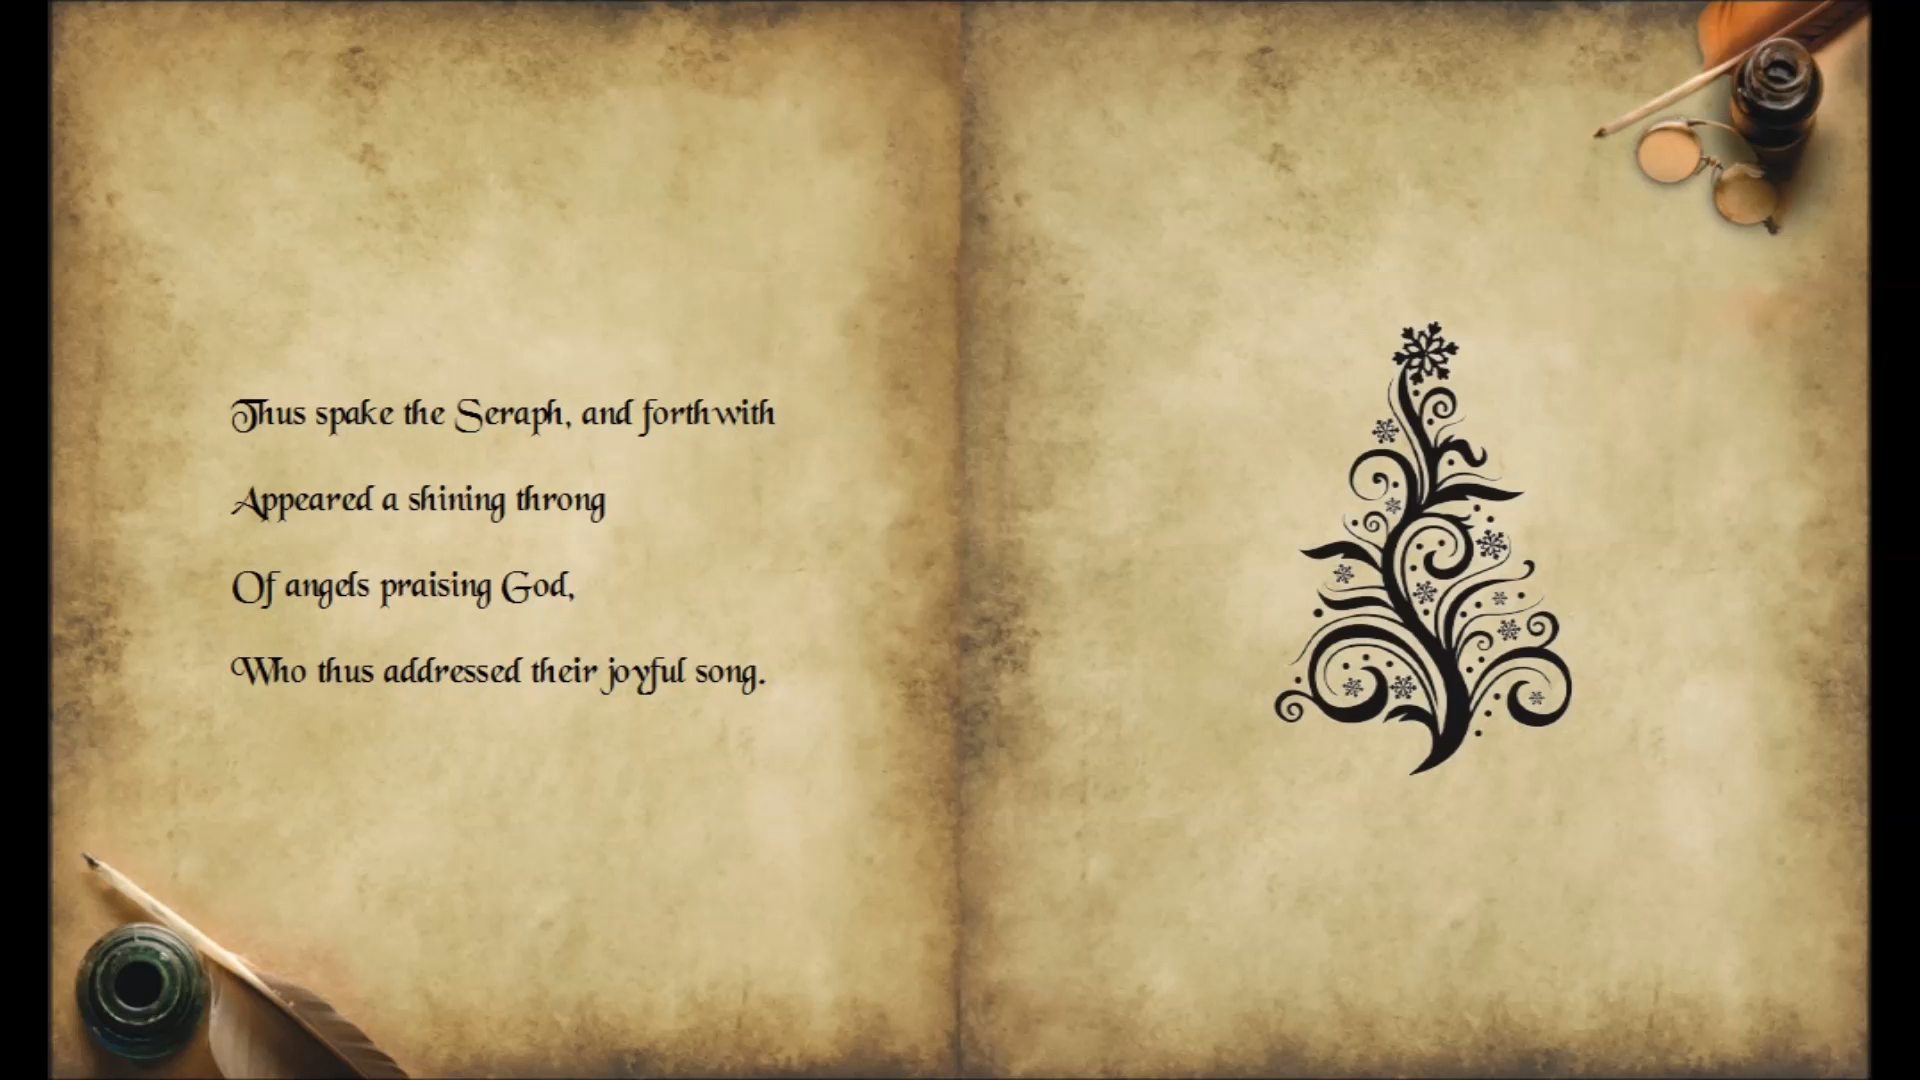 Thus spake the Seraph, and forthwith
Appeared a shining throng
Of angels praising God,
Who thus addressed their joyful song.